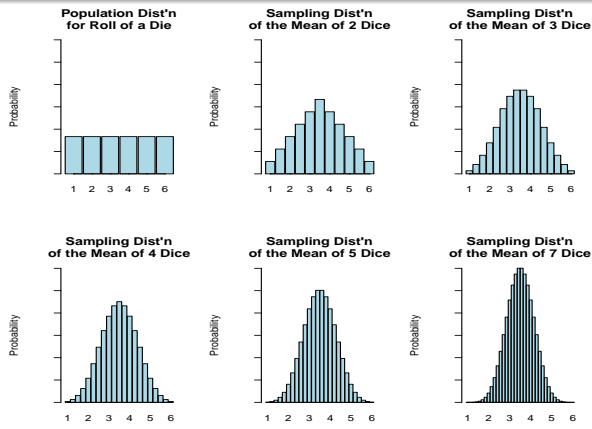 Population Dist'n
for Roll of a Die
Probability
1 2 3 4 5 6
Sampling Dist'n
of the Mean of 2 Dice
Probability
1 2 3 4 5 6
Sampling Dist'n
of the Mean of 3 Dice
Probability
1 2 3 4 5 6
Sampling Dist'n
of the Mean of 4 Dice
Probability
1 2 3 4 5 6
Sampling Dist'n
of the Mean of 5 Dice
Probability
1 2 3 4 5 6
Sampling Dist'n
of the Mean of 7 Dice
Probability
1 2 3 4 5 6